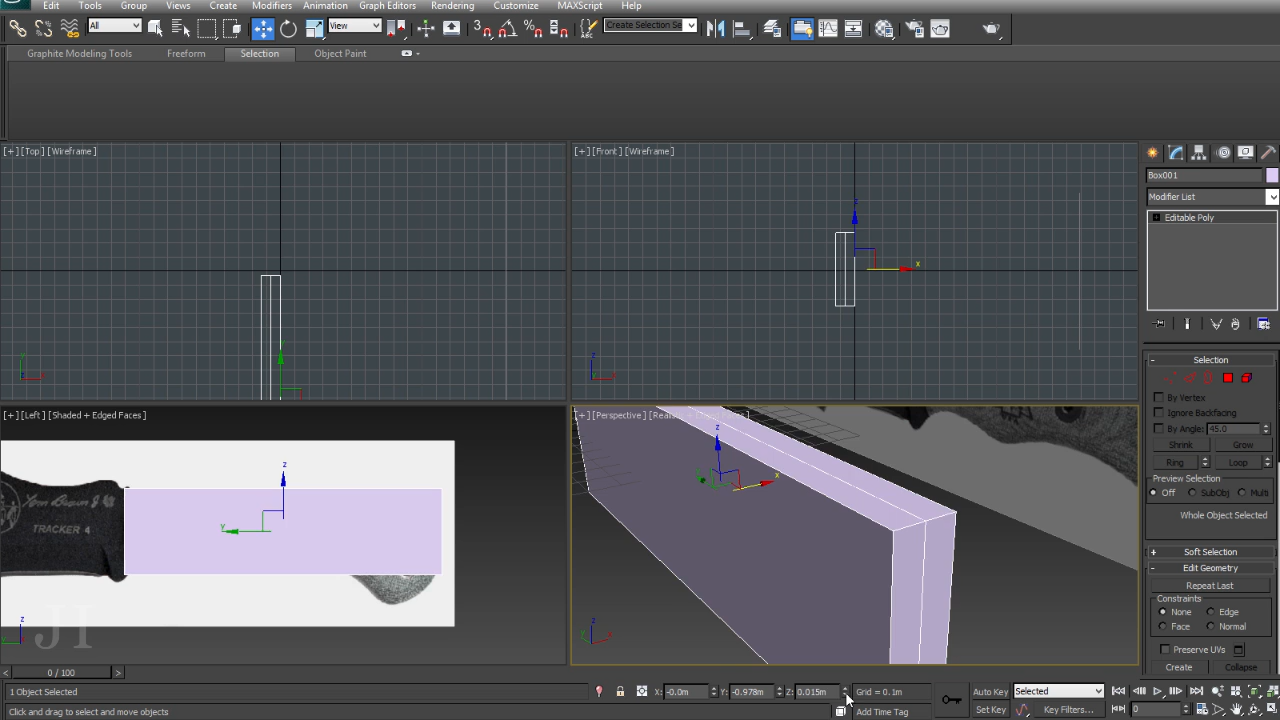 Edit Tools Group Views Create Modifiers Animation Graph Editors Rendering Customize MAXScript Help
All View Create Selection Se
Graphite Modeling Tools Freeform Selection Object Paint
[+] [Top] [Wireframe]
[+] [Front] [Wireframe]
Box001
Modifier List
Editable Poly
z
x
y
y
x
z
x
Selection
By Vertex
Ignore Backfacing
By Angle: 45.0
Shrink Grow
Ring Loop
Preview Selection
Off SubObj Multi
Whole Object Selected
Soft Selection
Edit Geometry
Repeat Last
Constraints
None Edge
Face Normal
Preserve UVs
Create Collapse
[+] [Left] [Shaded + Edged Faces]
z
y
TRACKER 4
JI
z
y
[+] [Perspective]
z
x
z
y
x
0 / 100
1 Object Selected X: -0.0m Y: -0.978m Z: 0.015m Grid = 0.1m Auto Key Selected
Click and drag to select and move objects Add Time Tag Set Key Key Filters... 0